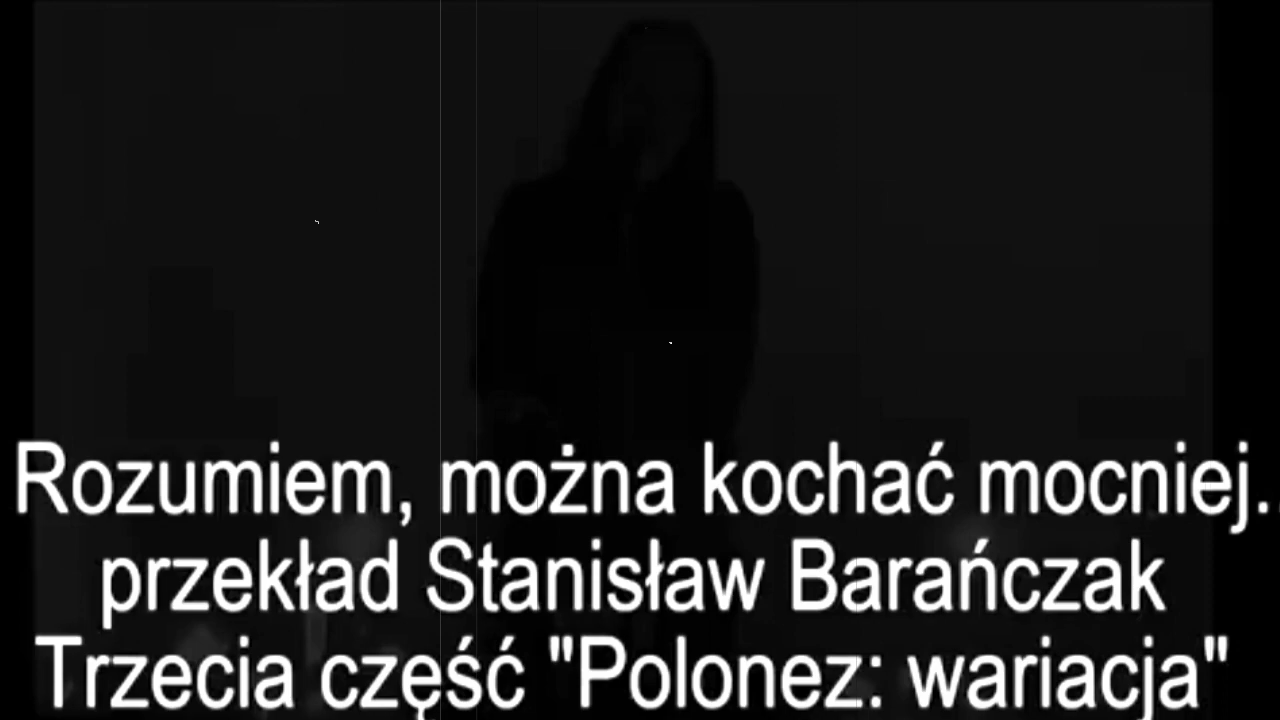 Rozumiem, można kochać mocniej.
przekład Stanisław Barańczak
Trzecia część "Polonez: wariacja"